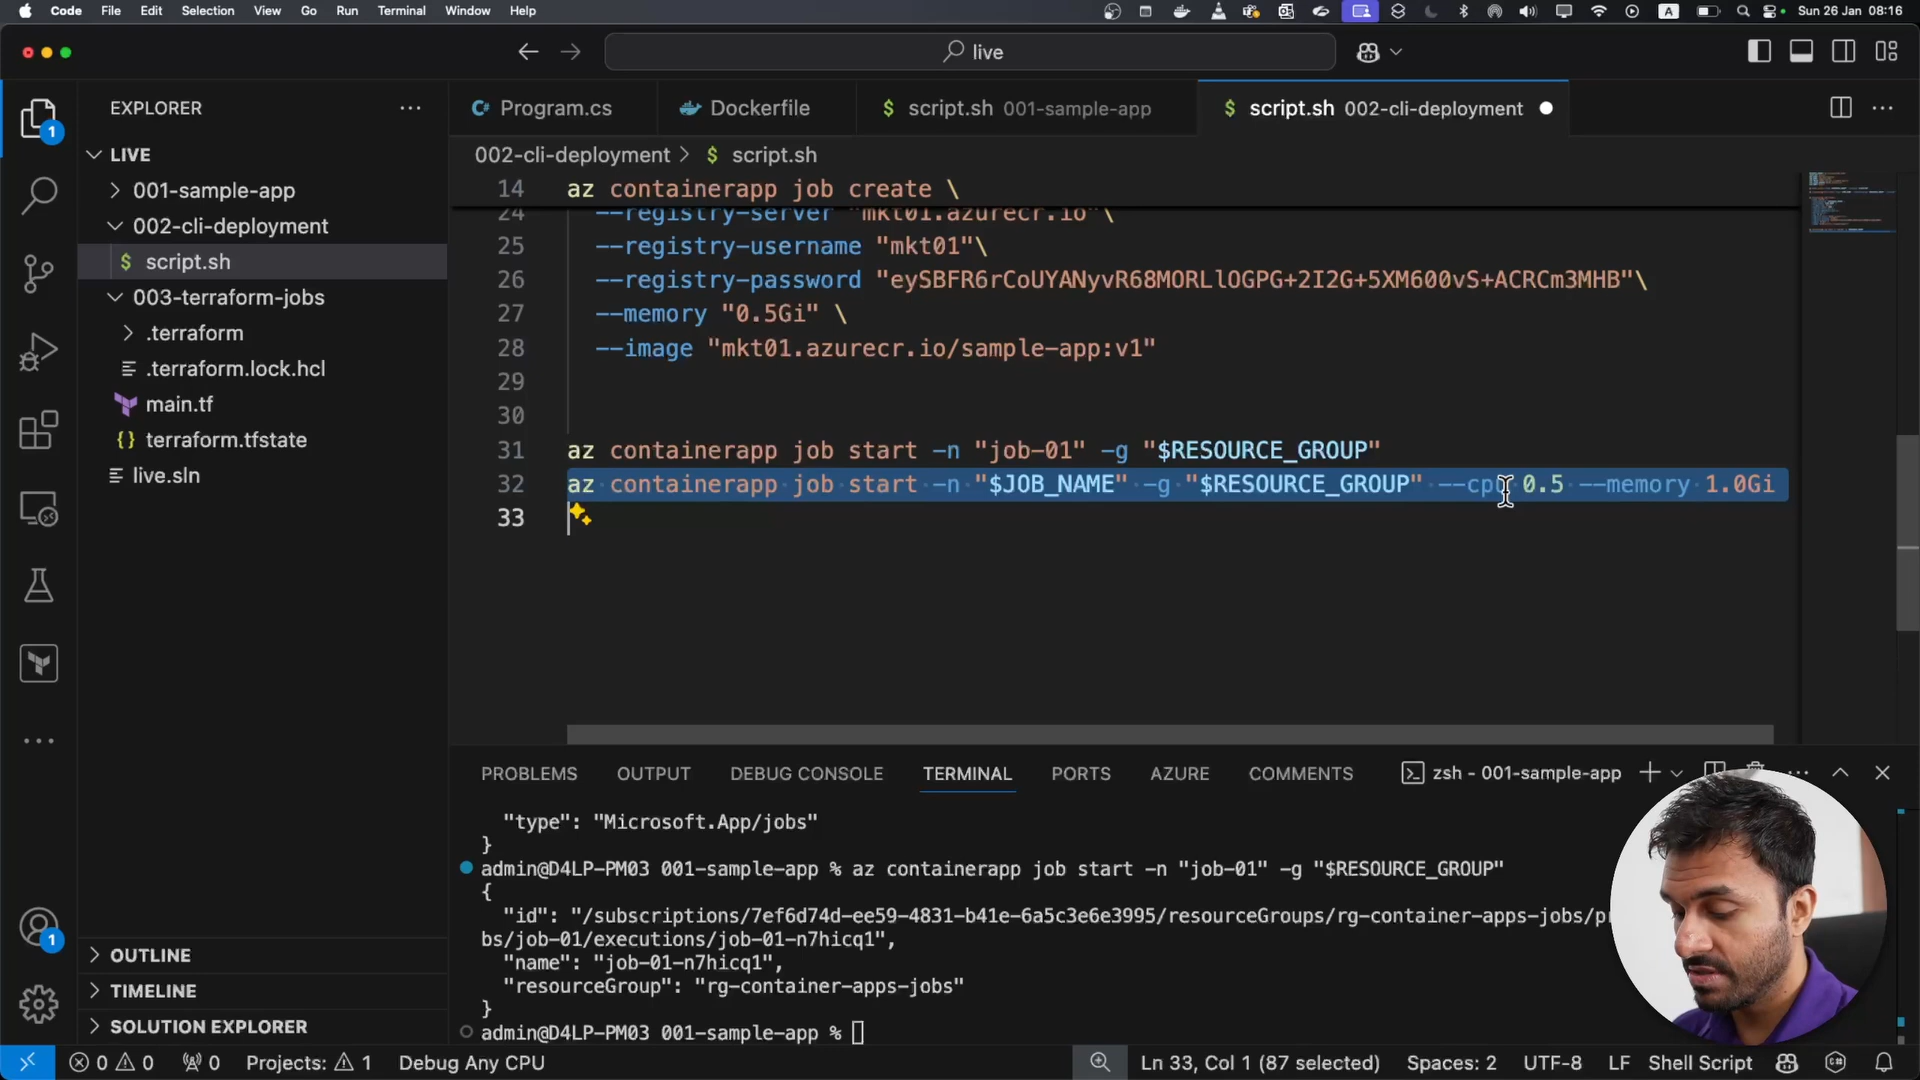 Code File Edit Selection View Go Run Terminal Window Help
A
Sun 26 Jan 08:16
live
EXPLORER
1
LIVE
001-sample-app
002-cli-deployment
script.sh
003-terraform-jobs
.terraform
.terraform.lock.hcl
main.tf
terraform.tfstate
live.sln
1
OUTLINE
TIMELINE
SOLUTION EXPLORER
Program.cs
Dockerfile
script.sh 001-sample-app
script.sh 002-cli-deployment
002-cli-deployment > script.sh
14 az containerapp job create \
24 --registry-server "mkt01.azurecr.io"\
25 --registry-username "mkt01"\
26 --registry-password "eySBFR6rCoUYANyvR68MORLlOGPG+2I2G+5XM600vS+ACRCm3MHB"\
27 --memory "0.5Gi" \
28 --image "mkt01.azurecr.io/sample-app:v1"
29
30
31 az containerapp job start -n "job-01" -g "$RESOURCE_GROUP"
32 az containerapp job start -n "$JOB_NAME" -g "$RESOURCE_GROUP" --cpu 0.5 --memory 1.0Gi
33
PROBLEMS OUTPUT DEBUG CONSOLE TERMINAL PORTS AZURE COMMENTS
zsh - 001-sample-app
"type": "Microsoft.App/jobs"
}
admin@D4LP-PM03 001-sample-app % az containerapp job start -n "job-01" -g "$RESOURCE_GROUP"
{
"id": "/subscriptions/7ef6d74d-ee59-4831-b41e-6a5c3e6e3995/resourceGroups/rg-container-apps-jobs/pr
bs/job-01/executions/job-01-n7hicq1",
"name": "job-01-n7hicq1",
"resourceGroup": "rg-container-apps-jobs"
}
admin@D4LP-PM03 001-sample-app %
0 0 0 Projects: 1 Debug Any CPU
Ln 33, Col 1 (87 selected) Spaces: 2 UTF-8 LF Shell Script